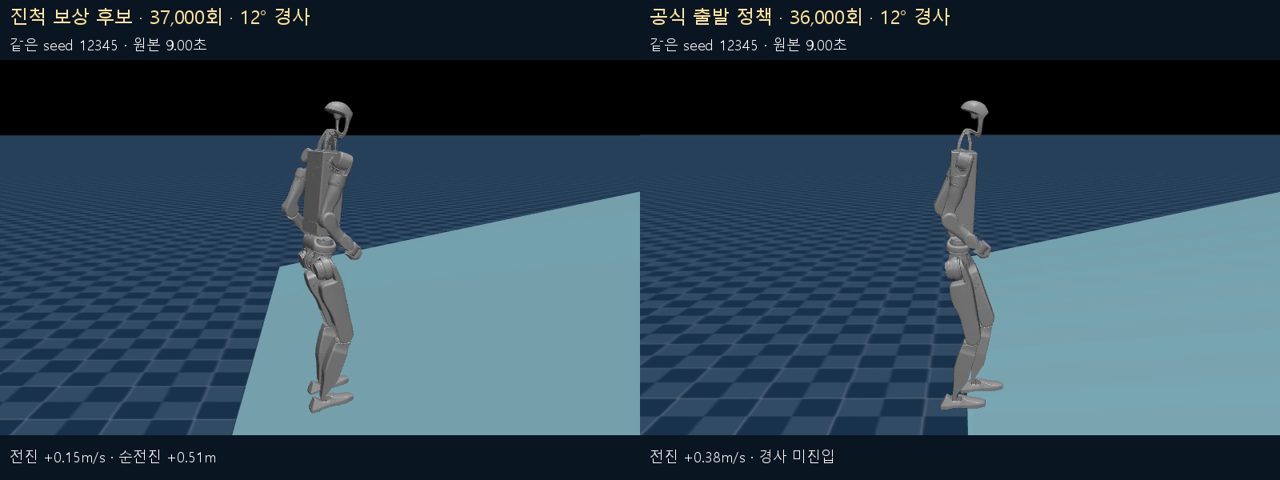 진척 보상 후보 · 37,000회 · 12° 경사
같은 seed 12345 · 원본 9.00초
전진 +0.15m/s · 순전진 +0.51m
공식 출발 정책 · 36,000회 · 12° 경사
같은 seed 12345 · 원본 9.00초
전진 +0.38m/s · 경사 미진입